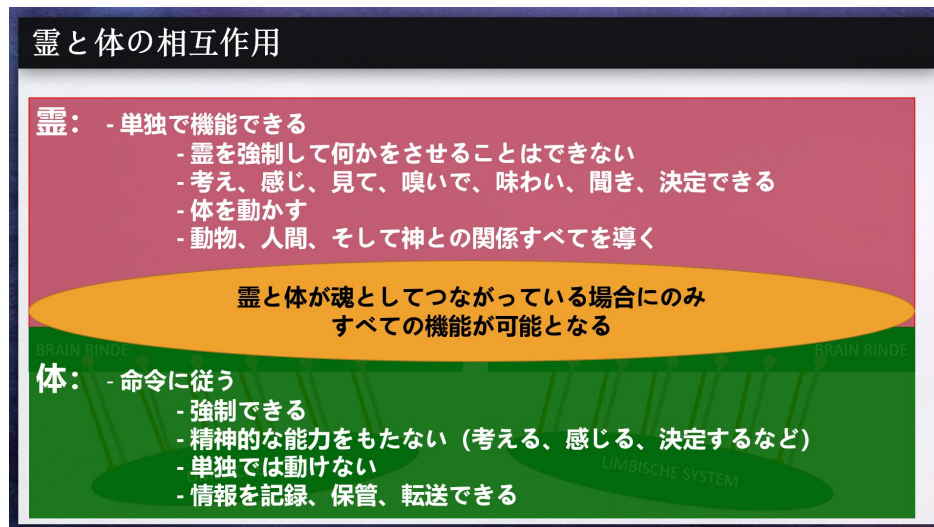 霊と体の相互作用
霊： - 単独で機能できる
- 霊を強制して何かをさせることはできない
- 考え、感じ、見て、嗅いで、味わい、聞き、決定できる
- 体を動かす
- 動物、人間、そして神との関係すべてを導く
霊と体が魂としてつながっている場合にのみ
すべての機能が可能となる
BRAIN RINDE BRAIN RINDE
体： - 命令に従う
- 強制できる
- 精神的な能力をもたない（考える、感じる、決定するなど）
- 単独では動けない
LIMBISCHE SYSTEM
- 情報を記録、保管、転送できる